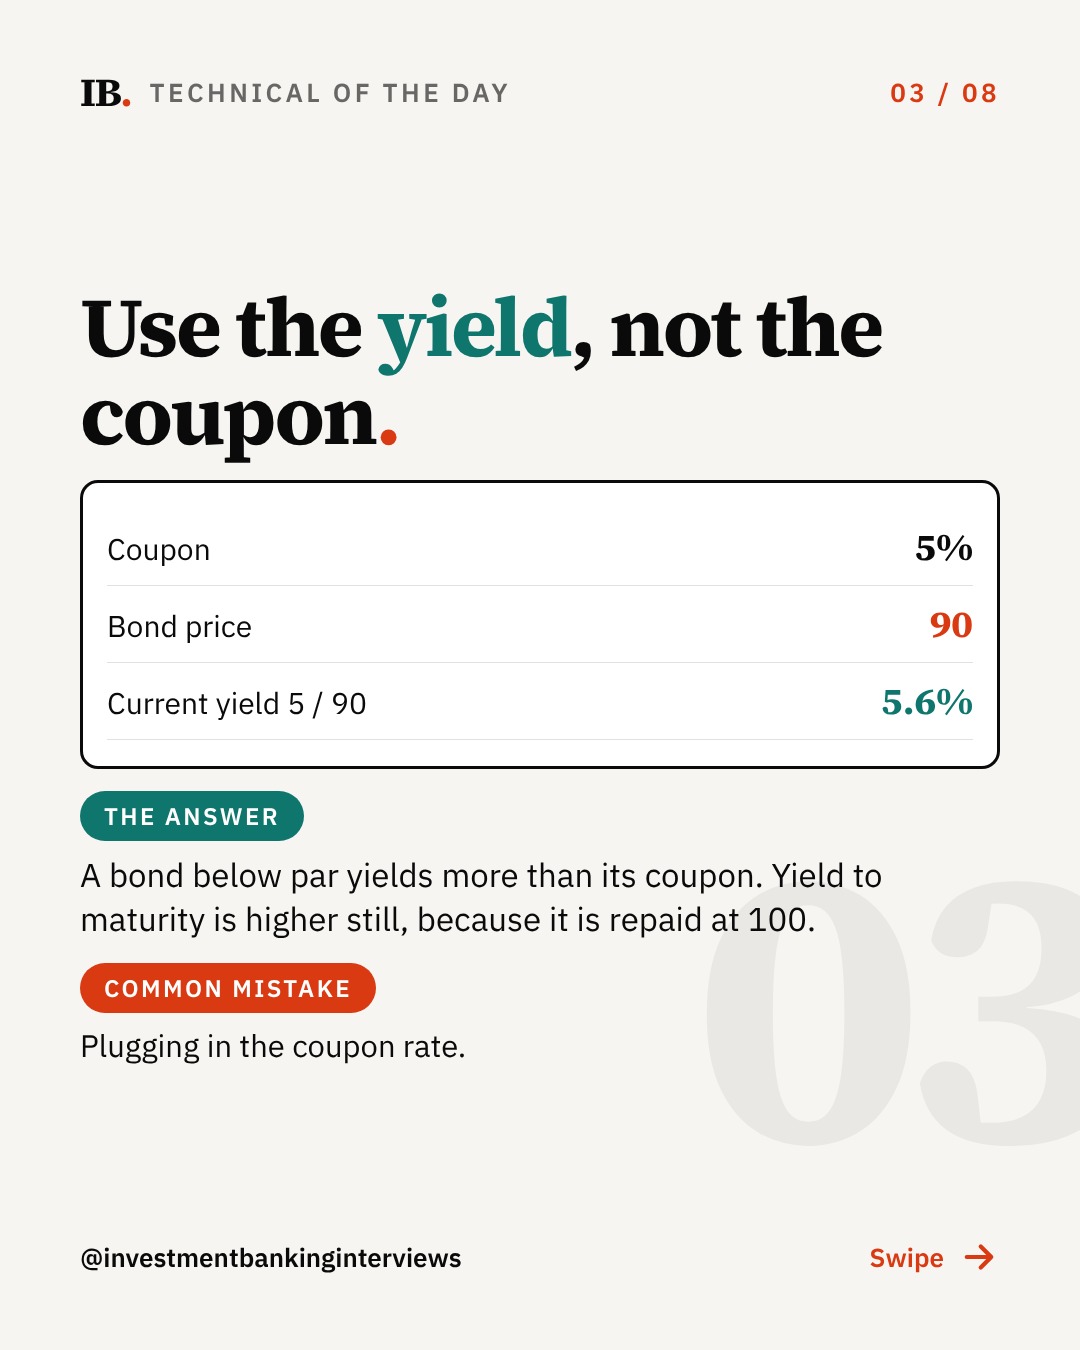 IB. TECHNICAL OF THE DAY
03 / 08
Use the yield, not the
coupon.
Coupon 5%
Bond price 90
Current yield 5 / 90 5.6%
THE ANSWER
A bond below par yields more than its coupon. Yield to
maturity is higher still, because it is repaid at 100.
COMMON MISTAKE
Plugging in the coupon rate.
03
@investmentbankinginterviews
Swipe →